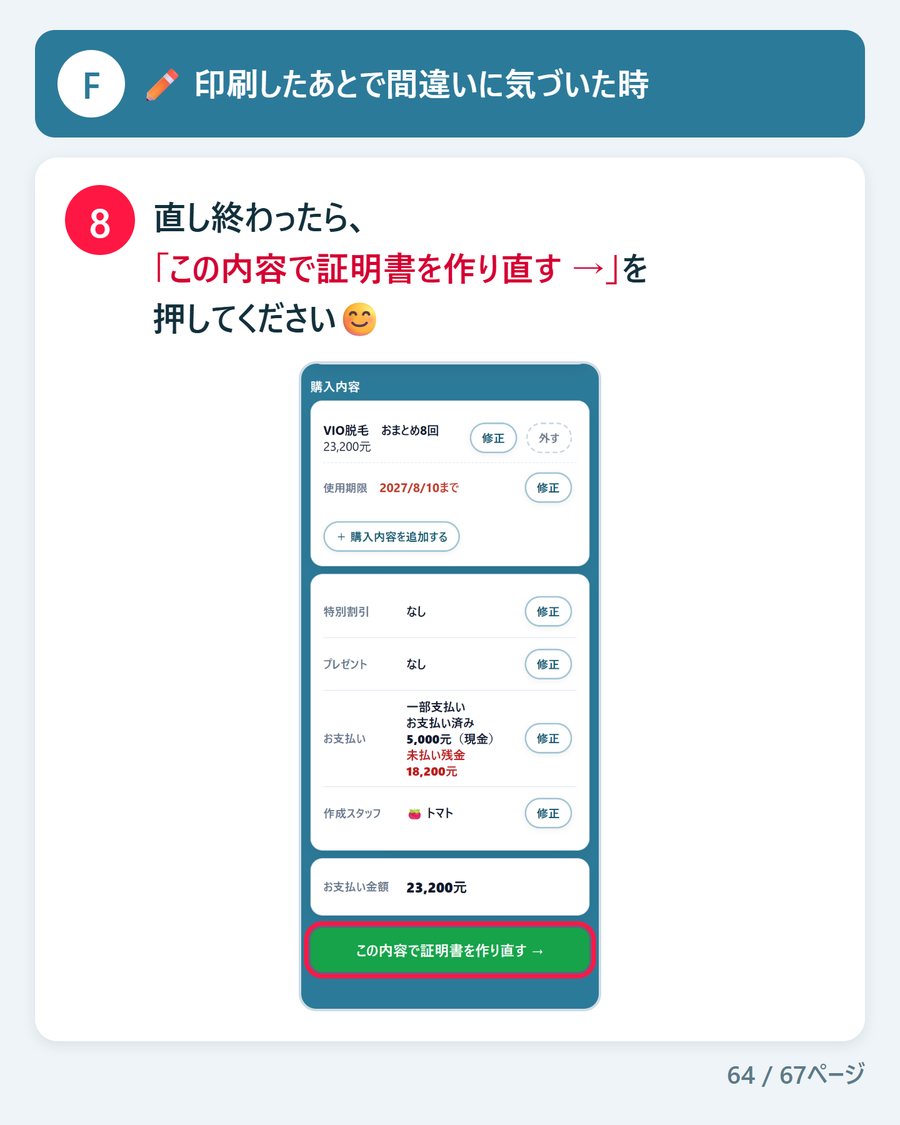 F 印刷したあとで間違いに気づいた時
8 直し終わったら、
「この内容で証明書を作り直す →」を
押してください
購入内容
VIO脱毛　おまとめ8回
23,200元
修正
外す
使用期限 2027/8/10まで 修正
＋ 購入内容を追加する
特別割引 なし 修正
プレゼント なし 修正
お支払い
一部支払い
お支払い済み
5,000元（現金）
未払い残金
18,200元
修正
作成スタッフ トマト 修正
お支払い金額 23,200元
この内容で証明書を作り直す →
64 / 67ページ